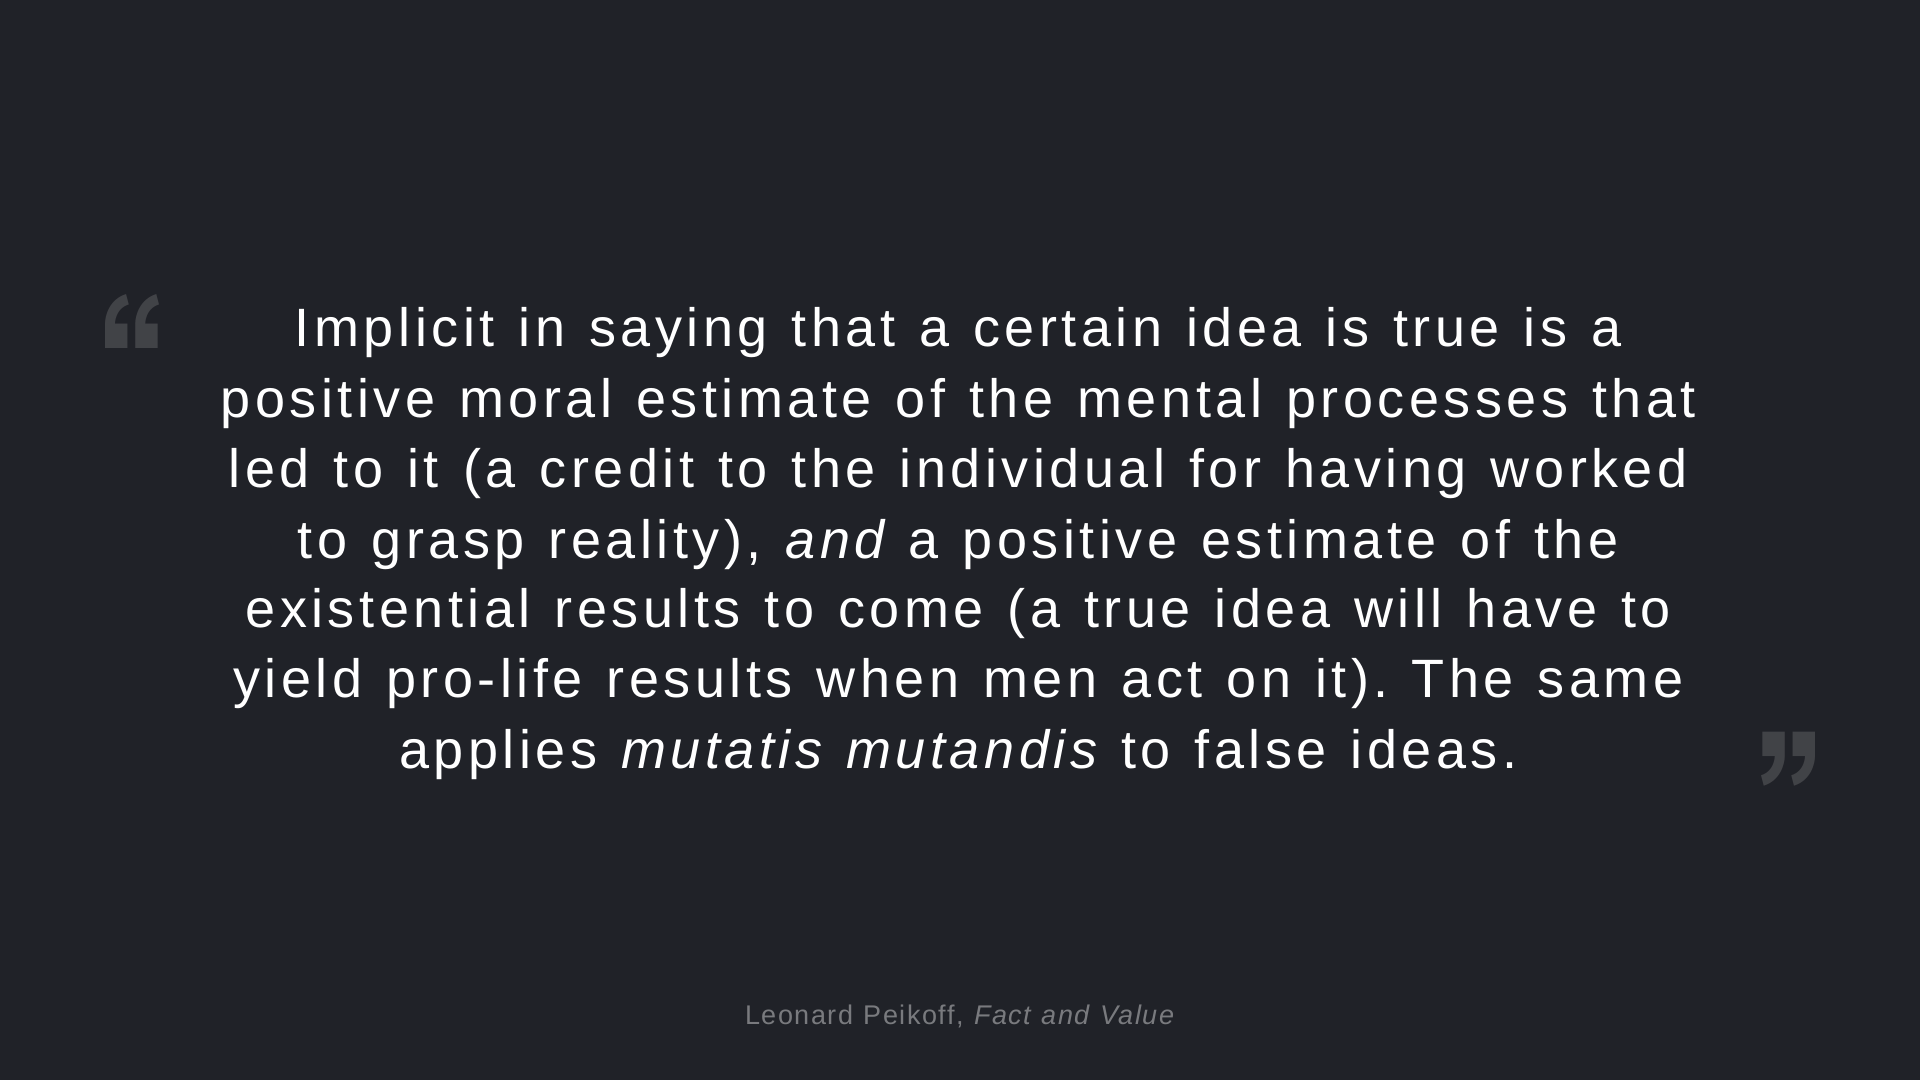 “
Implicit in saying that a certain idea is true is a
positive moral estimate of the mental processes that
led to it (a credit to the individual for having worked
to grasp reality), and a positive estimate of the
existential results to come (a true idea will have to
yield pro-life results when men act on it). The same
applies mutatis mutandis to false ideas.
”
Leonard Peikoff, Fact and Value